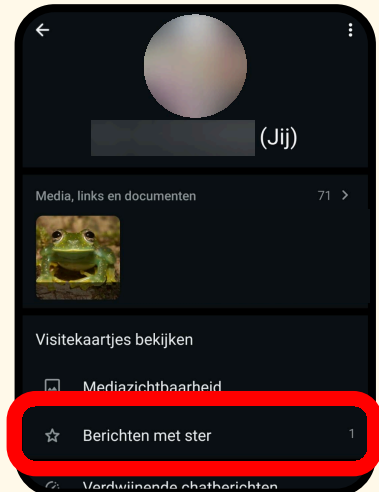 (Jij)
Media, links en documenten 71 >
Visitekaartjes bekijken
Mediazichtbaarheid
Berichten met ster 1
Verdwijnende chatberichten